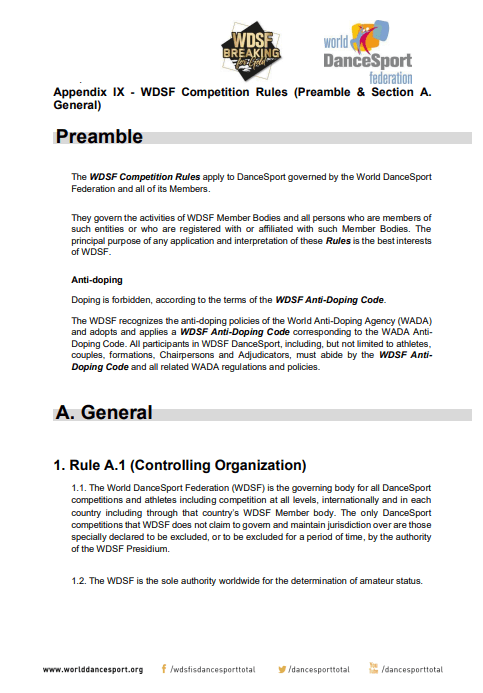 WDSF
BREAKING
for Gold
world
DanceSport
federation
Appendix IX - WDSF Competition Rules (Preamble & Section A.
General)
Preamble
The WDSF Competition Rules apply to DanceSport governed by the World DanceSport
Federation and all of its Members.
They govern the activities of WDSF Member Bodies and all persons who are members of
such entities or who are registered with or affiliated with such Member Bodies. The
principal purpose of any application and interpretation of these Rules is the best interests
of WDSF.
Anti-doping
Doping is forbidden, according to the terms of the WDSF Anti-Doping Code.
The WDSF recognizes the anti-doping policies of the World Anti-Doping Agency (WADA)
and adopts and applies a WDSF Anti-Doping Code corresponding to the WADA Anti-
Doping Code. All participants in WDSF DanceSport, including, but not limited to athletes,
couples, formations, Chairpersons and Adjudicators, must abide by the WDSF Anti-
Doping Code and all related WADA regulations and policies.
A. General
1. Rule A.1 (Controlling Organization)
1.1. The World DanceSport Federation (WDSF) is the governing body for all DanceSport
competitions and athletes including competition at all levels, internationally and in each
country including through that country's WDSF Member body. The only DanceSport
competitions that WDSF does not claim to govern and maintain jurisdiction over are those
specially declared to be excluded, or to be excluded for a period of time, by the authority
of the WDSF Presidium.
1.2. The WDSF is the sole authority worldwide for the determination of amateur status.
www.worlddancesport.org f /wdsfisdancesporttotal /dancesporttotal You Tube /dancesporttotal